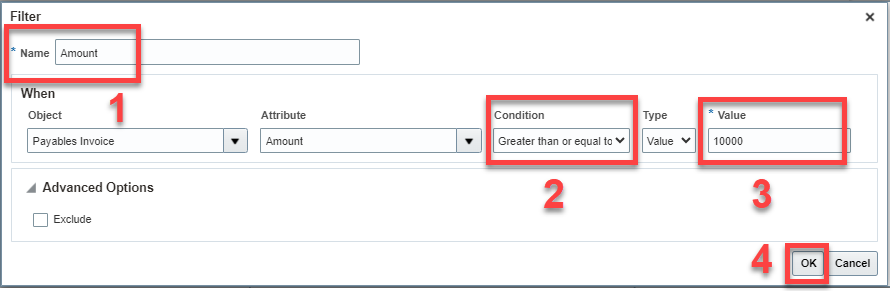 Filter
* Name Amount
1
When
Object Attribute Condition Type * Value
Payables Invoice Amount Greater than or equal to Value 10000
2 3
Advanced Options
Exclude
4 OK Cancel